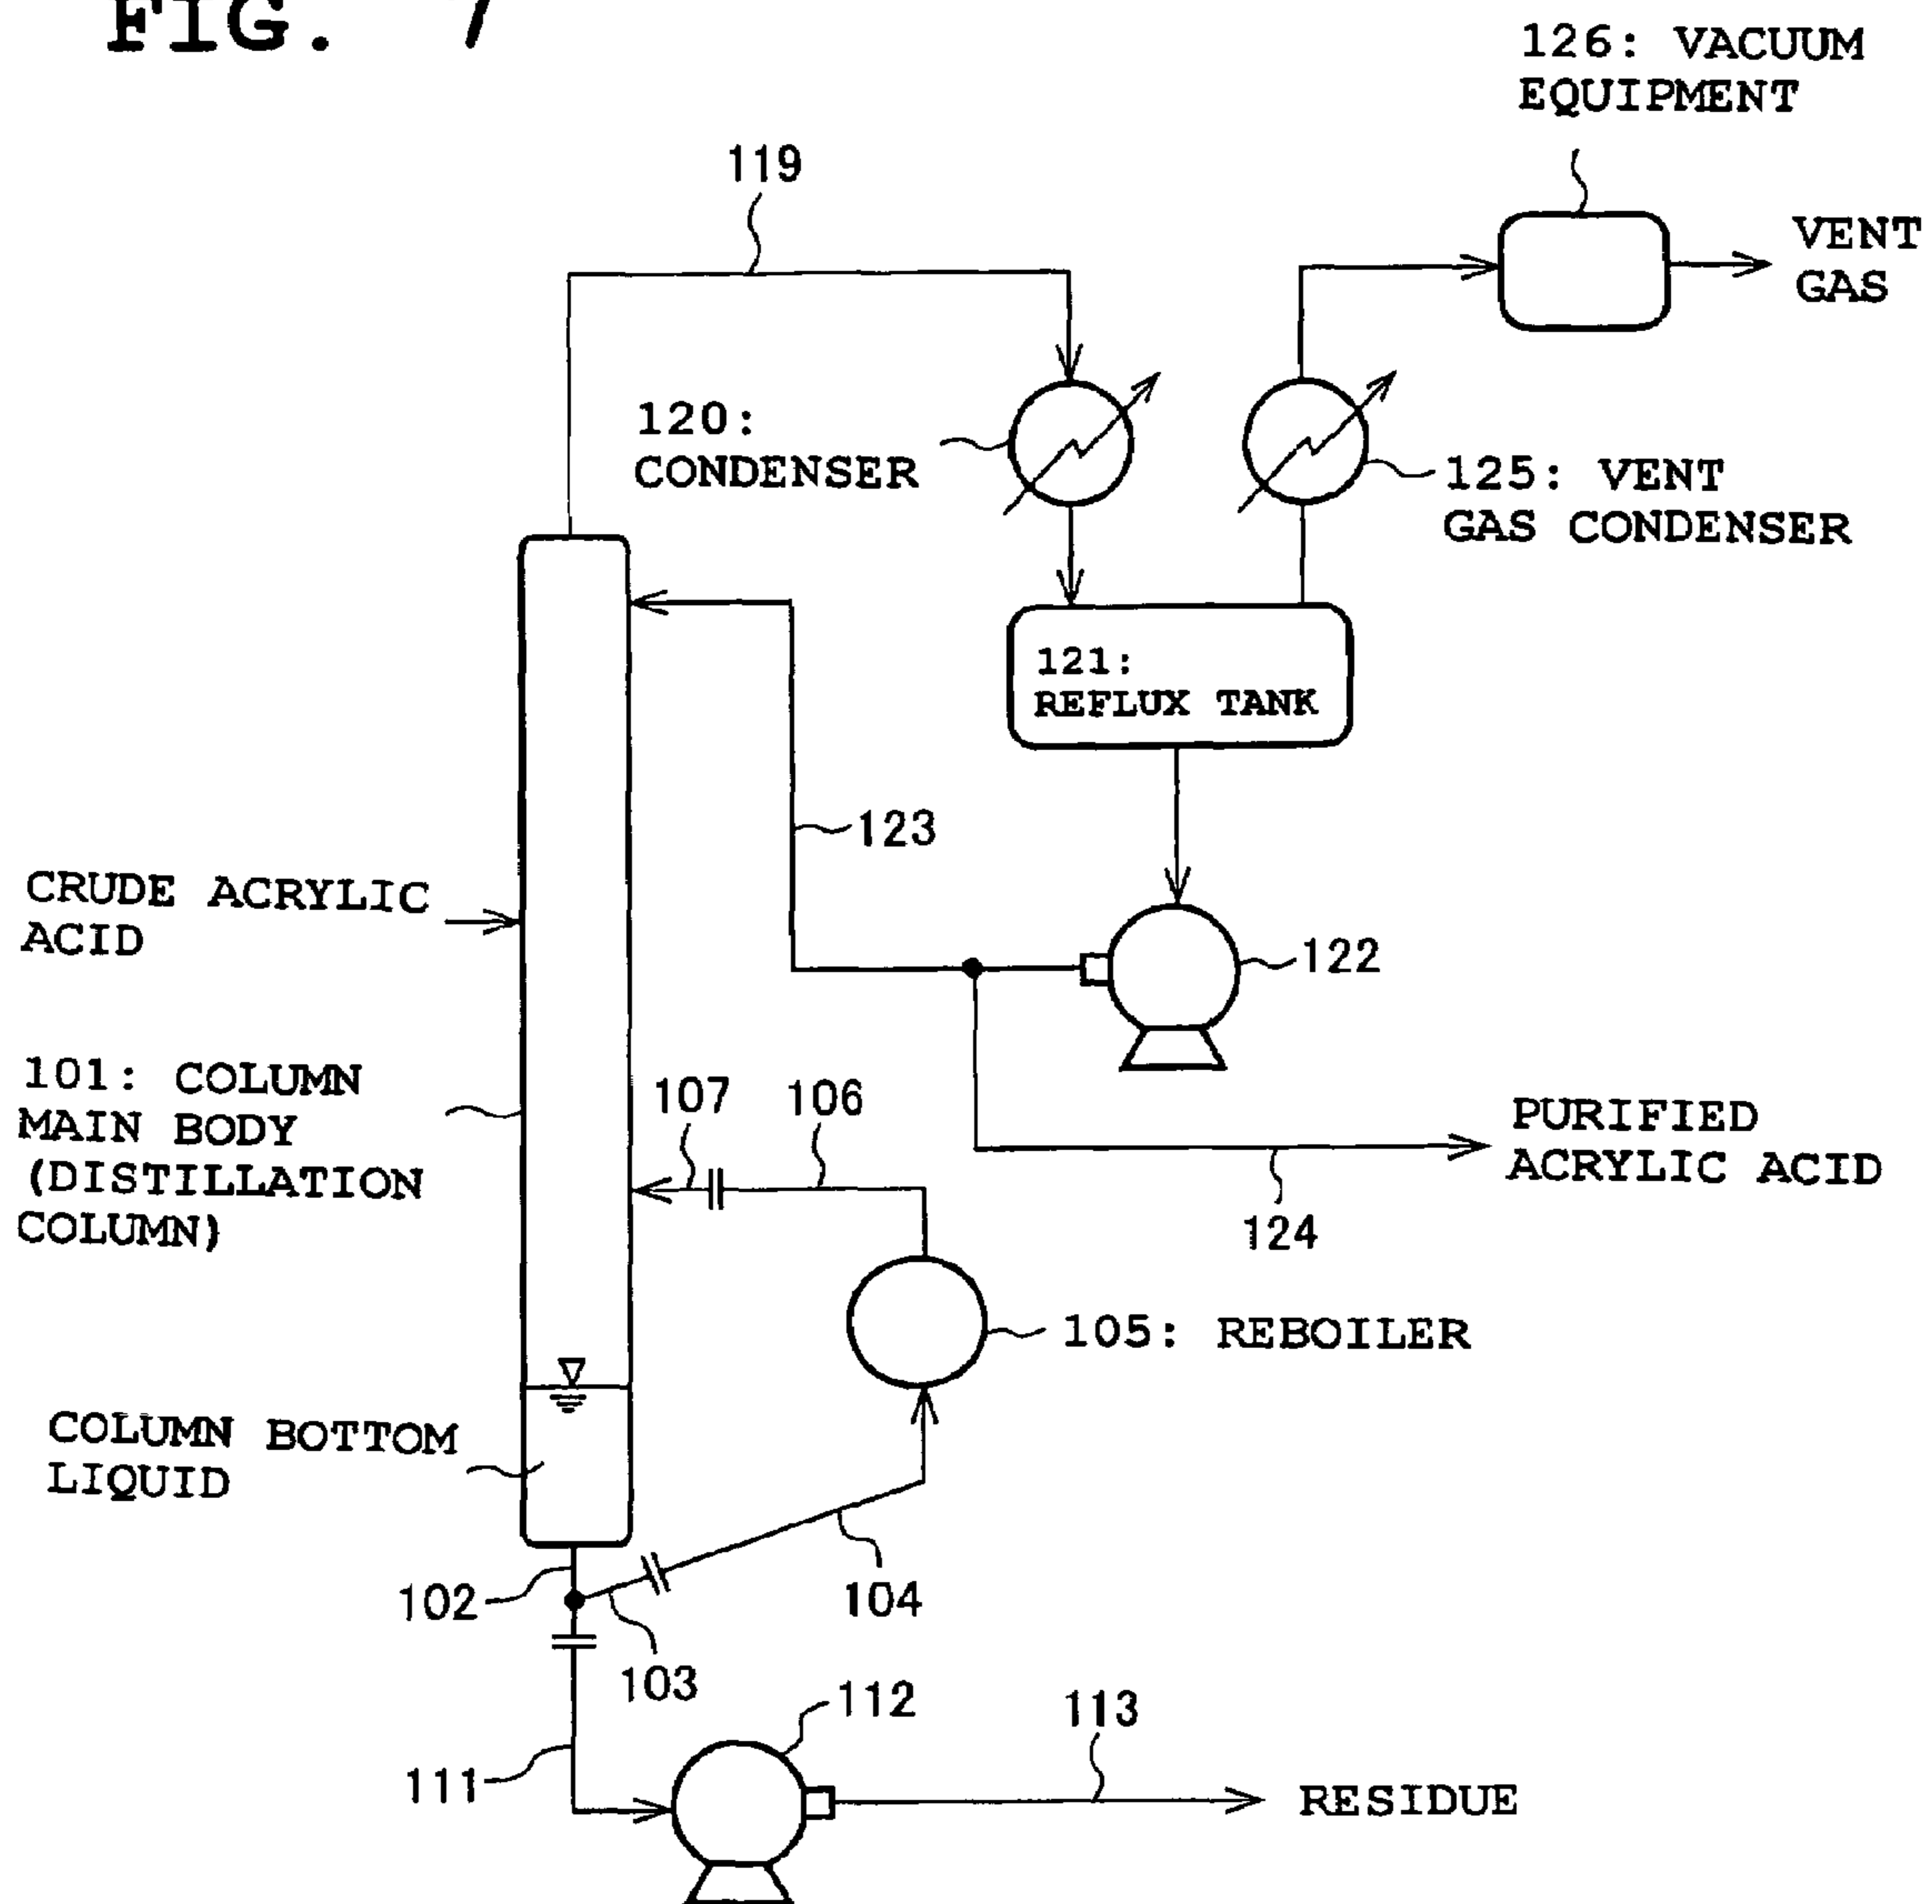 FIG. 7
126: VACUUM
EQUIPMENT
119
VENT
GAS
120:
CONDENSER
125: VENT
GAS CONDENSER
121:
REFLUX TANK
123
CRUDE ACRYLIC
ACID
122
101: COLUMN
MAIN BODY
(DISTILLATION
COLUMN)
107
106
PURIFIED
ACRYLIC ACID
124
105: REBOILER
COLUMN BOTTOM
LIQUID
102
104
103
112
113
111
RESIDUE